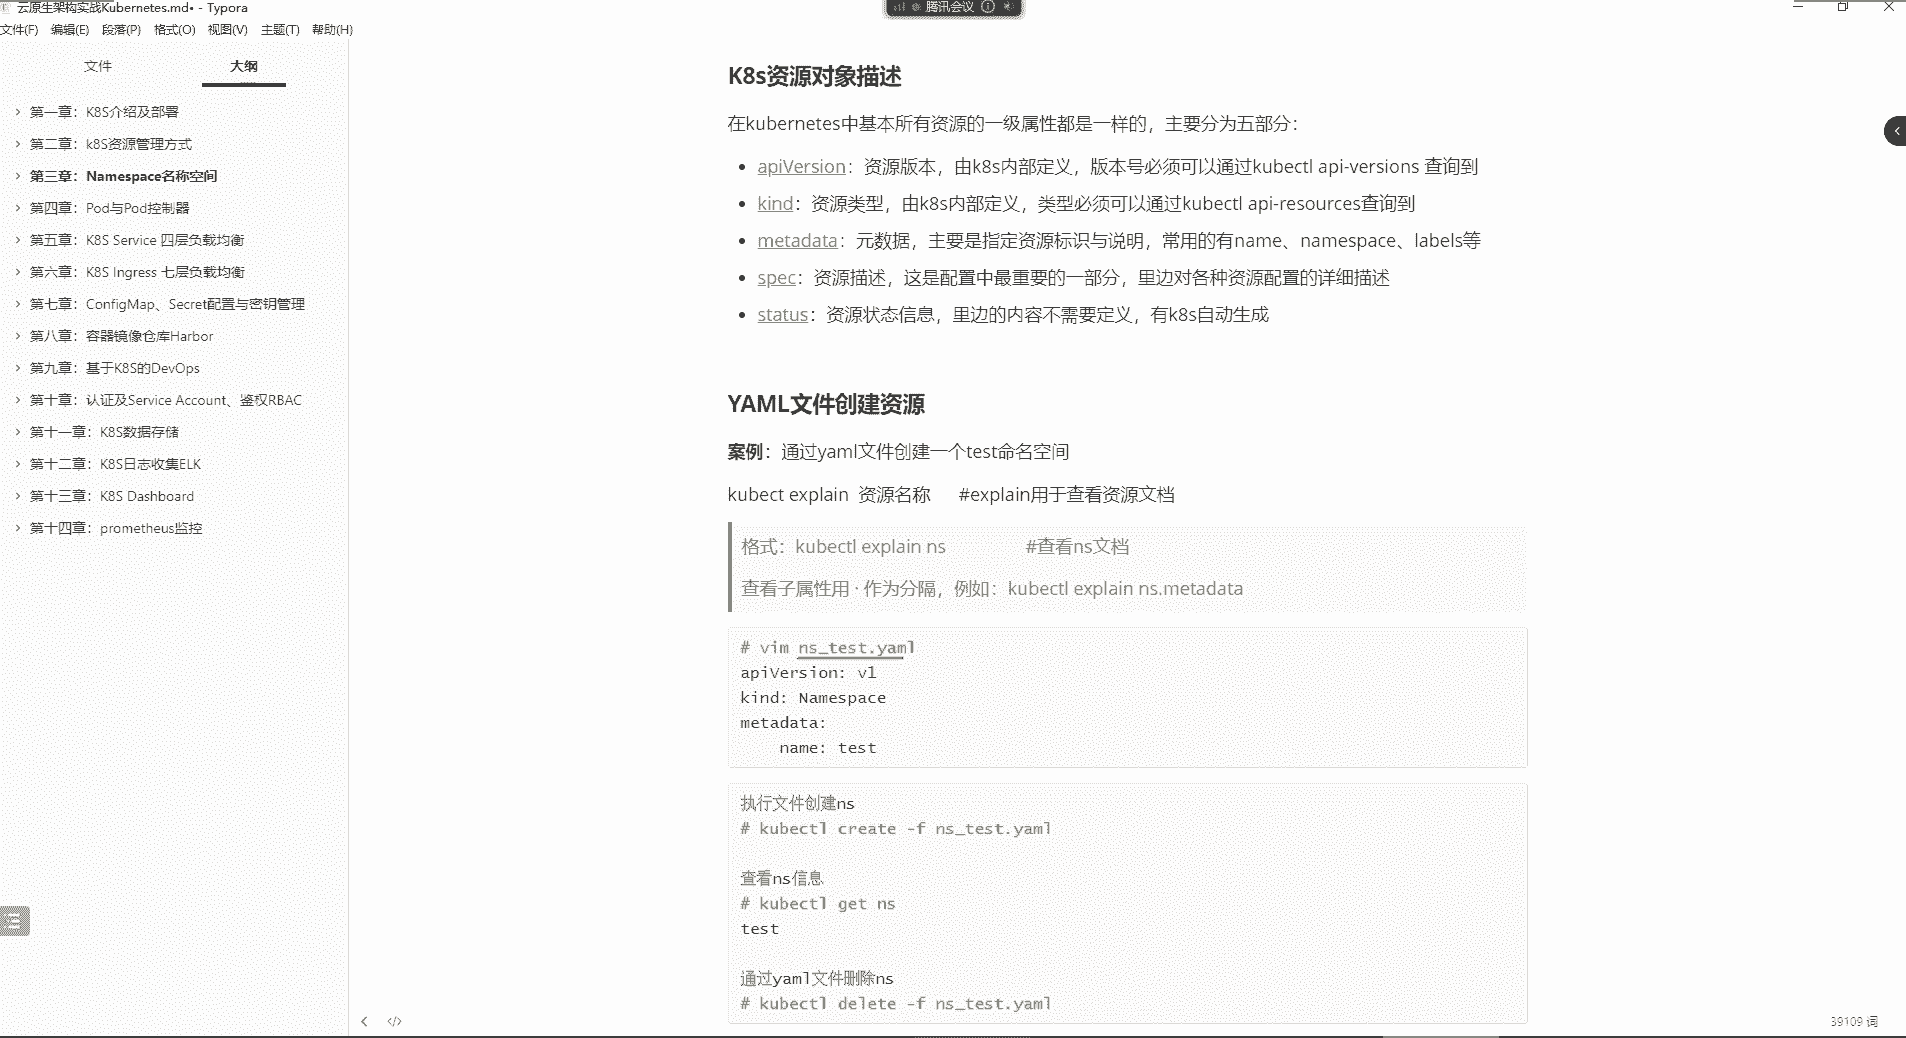 云原生架构实战Kubernetes.md• - Typora
腾讯会议
文件(F) 编辑(E) 段落(P) 格式(O) 视图(V) 主题(T) 帮助(H)
文件 大纲
第一章：K8S介绍及部署
第二章：k8S资源管理方式
第三章：Namespace名称空间
第四章：Pod与Pod控制器
第五章：K8S Service 四层负载均衡
第六章：K8S Ingress 七层负载均衡
第七章：ConfigMap、Secret配置与密钥管理
第八章：容器镜像仓库Harbor
第九章：基于K8S的DevOps
第十章：认证及Service Account、鉴权RBAC
第十一章：K8S数据存储
第十二章：K8S日志收集ELK
第十三章：K8S Dashboard
第十四章：prometheus监控
K8s资源对象描述
在kubernetes中基本所有资源的一级属性都是一样的，主要分为五部分：
• apiVersion：资源版本，由k8s内部定义，版本号必须可以通过kubectl api-versions 查询到
• kind：资源类型，由k8s内部定义，类型必须可以通过kubectl api-resources查询到
• metadata：元数据，主要是指定资源标识与说明，常用的有name、namespace、labels等
• spec：资源描述，这是配置中最重要的一部分，里边对各种资源配置的详细描述
• status：资源状态信息，里边的内容不需要定义，有k8s自动生成
YAML文件创建资源
案例：通过yaml文件创建一个test命名空间
kubect explain 资源名称 #explain用于查看资源文档
格式：kubectl explain ns #查看ns文档
查看子属性用 · 作为分隔，例如：kubectl explain ns.metadata
# vim ns_test.yaml
apiVersion: v1
kind: Namespace
metadata:
    name: test
执行文件创建ns
# kubectl create -f ns_test.yaml
查看ns信息
# kubectl get ns
test
通过yaml文件删除ns
# kubectl delete -f ns_test.yaml
39109 词